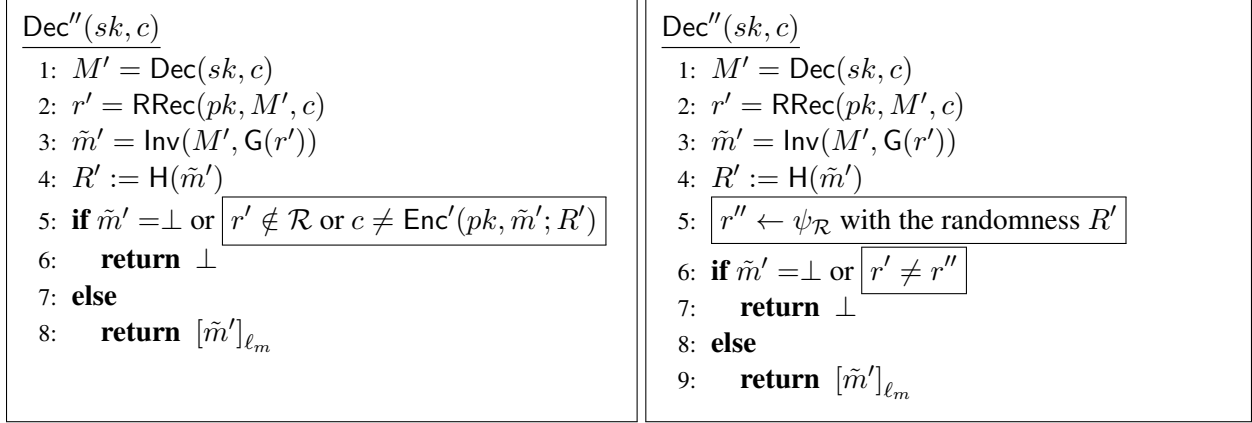 Dec′′(sk, c)
1: M′ = Dec(sk, c)
2: r′ = RRec(pk, M′, c)
3: m̃′ = Inv(M′, G(r′))
4: R′ := H(m̃′)
5: if m̃′ =⊥ or r′ ∉ ℛ or c ≠ Enc′(pk, m̃′; R′)
6: return ⊥
7: else
8: return [m̃′]ℓₘ
Dec′′(sk, c)
1: M′ = Dec(sk, c)
2: r′ = RRec(pk, M′, c)
3: m̃′ = Inv(M′, G(r′))
4: R′ := H(m̃′)
5: r′′ ← ψ_ℛ with the randomness R′
6: if m̃′ =⊥ or r′ ≠ r′′
7: return ⊥
8: else
9: return [m̃′]ℓₘ